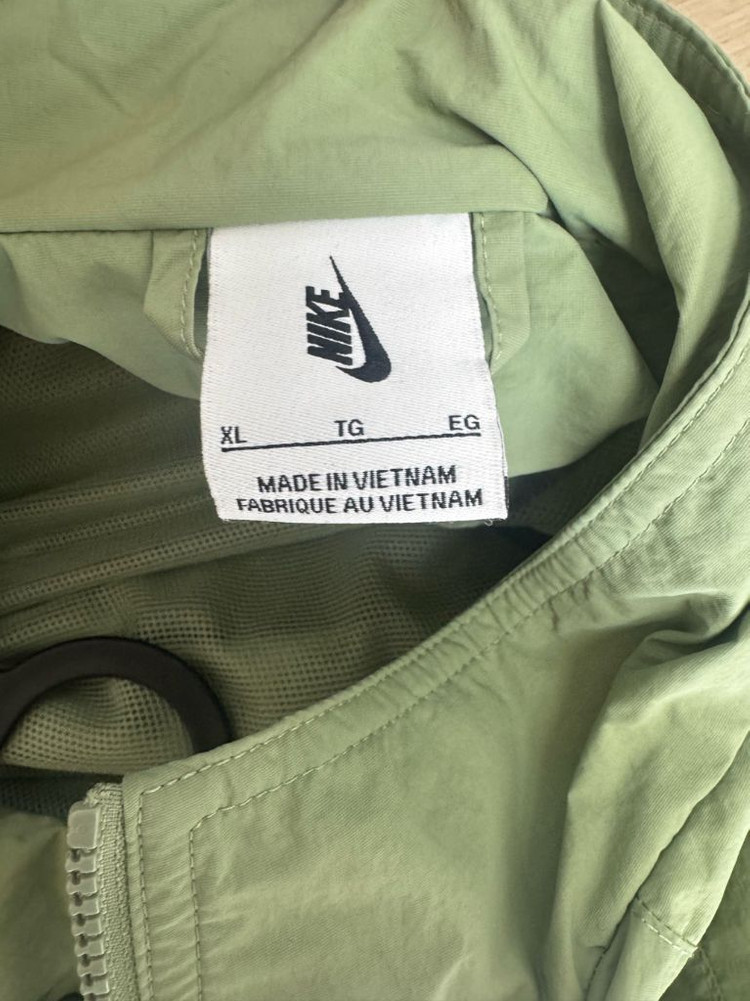 NIKE
XL TG EG
MADE IN VIETNAM
FABRIQUE AU VIETNAM